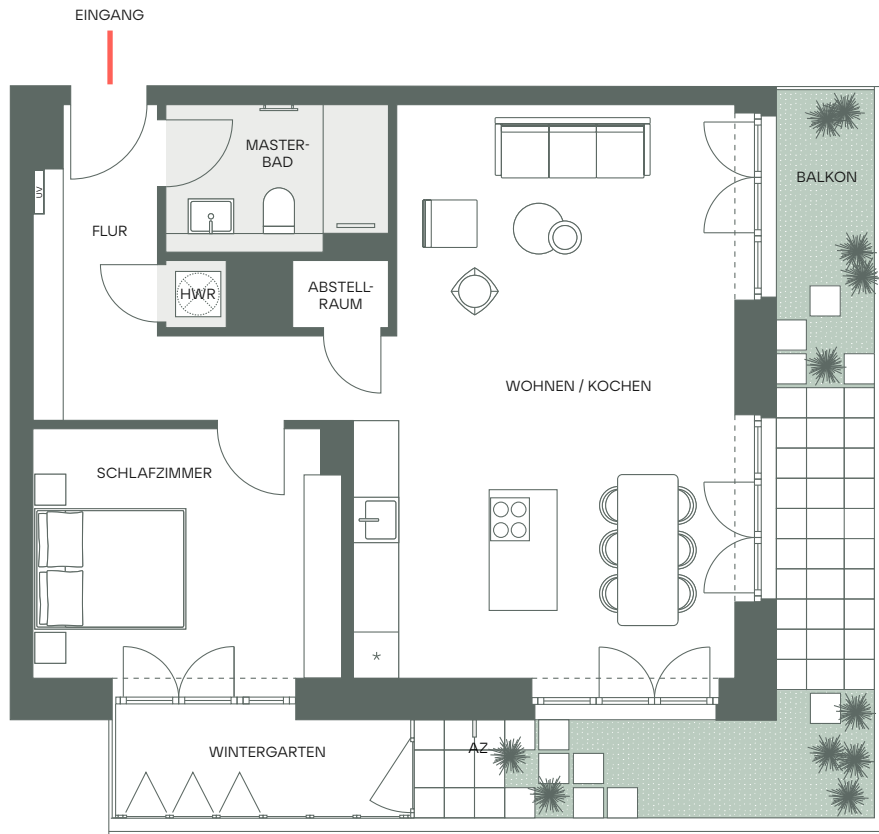 EINGANG
MASTER-
BAD
BALKON
UV
FLUR
HWR
ABSTELL-
RAUM
WOHNEN / KOCHEN
SCHLAFZIMMER
*
WINTERGARTEN
AZ